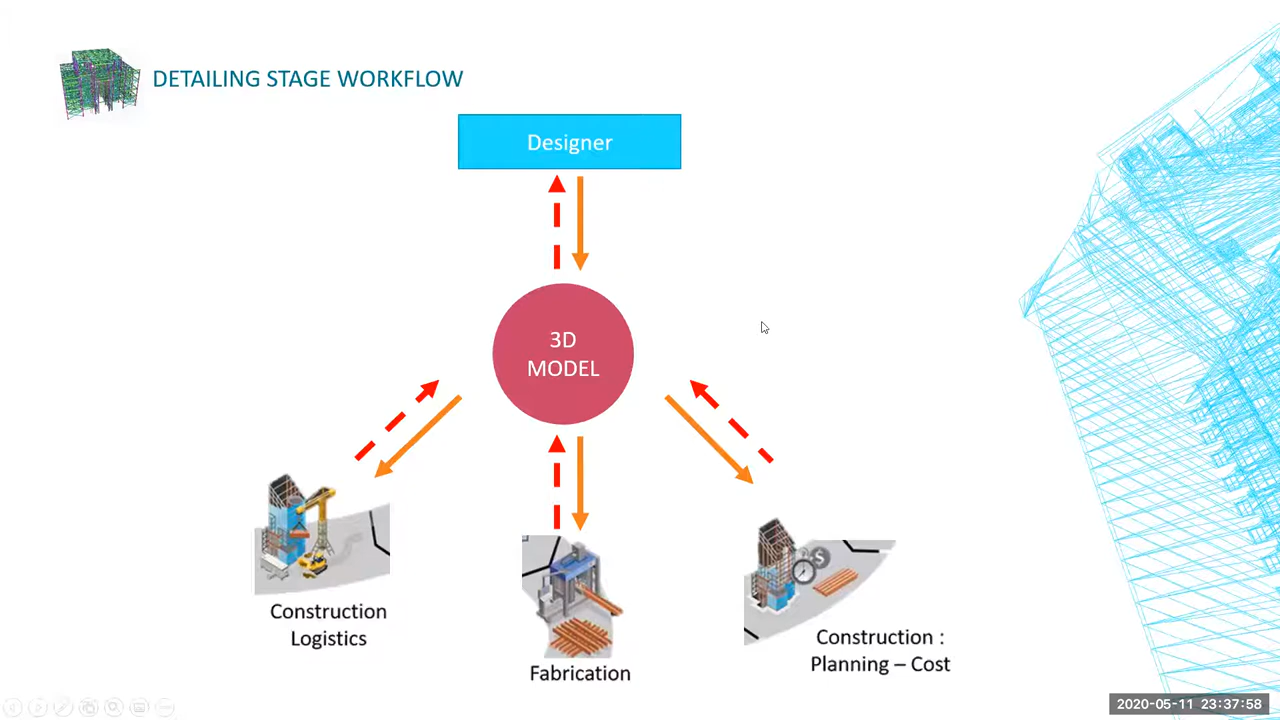 DETAILING STAGE WORKFLOW
Designer
3D
MODEL
Construction
Logistics
Fabrication
$
Construction :
Planning – Cost
2020-05-11 23:37:58